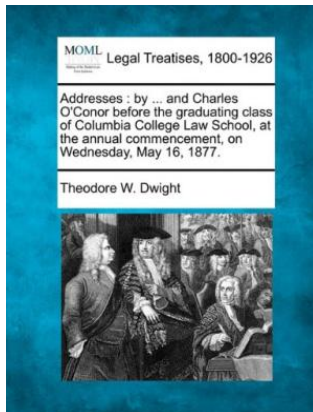 MOML Legal Treatises, 1800-1926
Addresses : by ... and Charles
O'Conor before the graduating class
of Columbia College Law School, at
the annual commencement, on
Wednesday, May 16, 1877.
Theodore W. Dwight